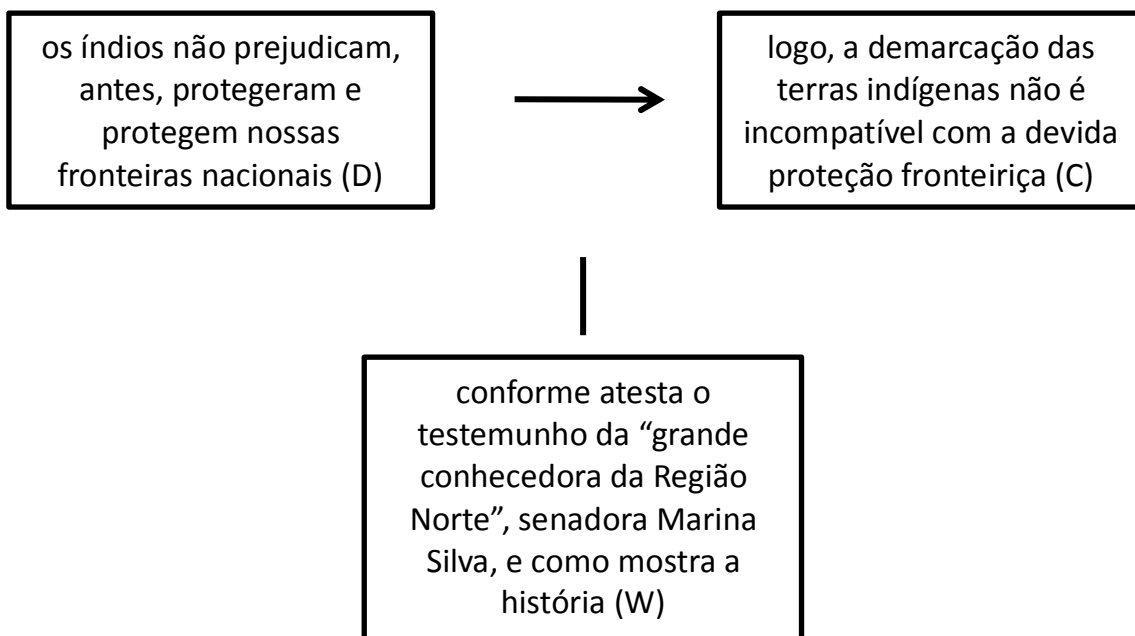 os índios não prejudicam,
antes, protegeram e
protegem nossas
fronteiras nacionais (D)
logo, a demarcação das
terras indígenas não é
incompatível com a devida
proteção fronteiriça (C)
conforme atesta o
testemunho da “grande
conhecedora da Região
Norte”, senadora Marina
Silva, e como mostra a
história (W)